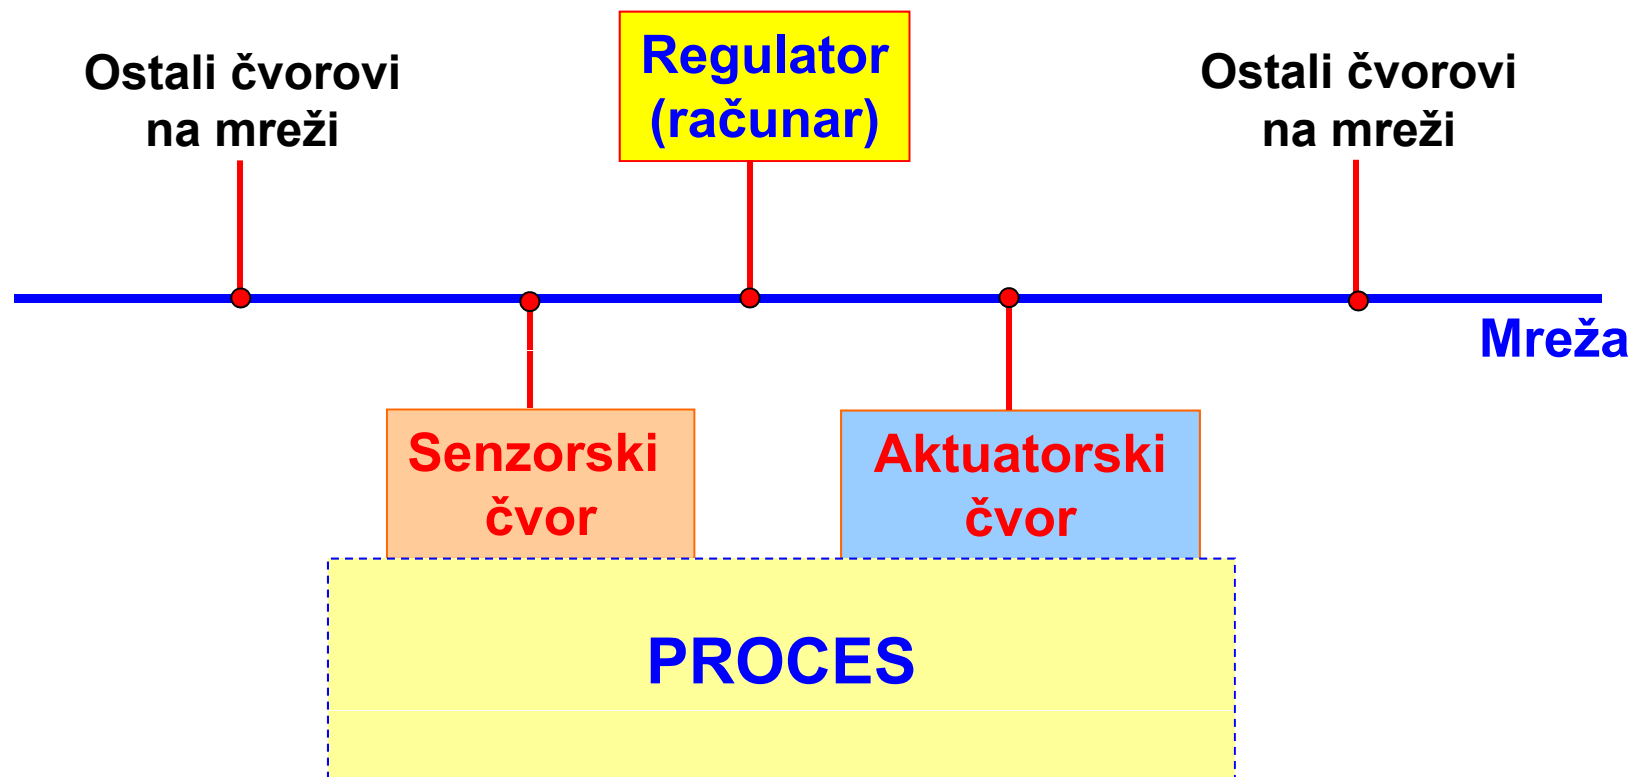 Ostali čvorovi
na mreži
Regulator
(računar)
Ostali čvorovi
na mreži
Mreža
Senzorski
čvor
Aktuatorski
čvor
PROCES